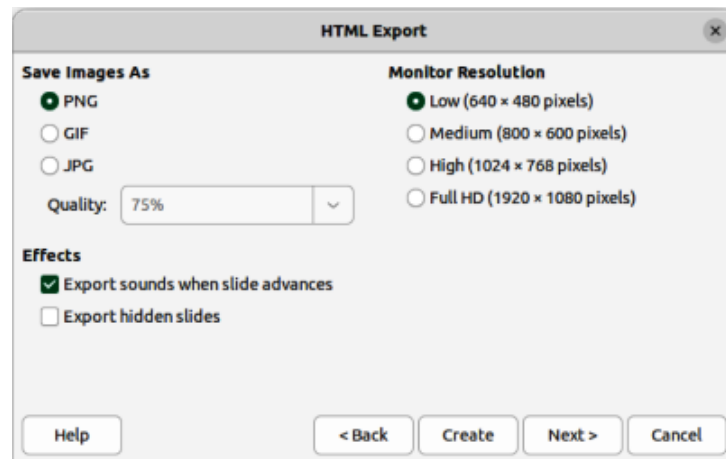 HTML Export
Save Images As
PNG
GIF
JPG
Quality: 75%
Monitor Resolution
Low (640 × 480 pixels)
Medium (800 × 600 pixels)
High (1024 × 768 pixels)
Full HD (1920 × 1080 pixels)
Effects
Export sounds when slide advances
Export hidden slides
Help
< Back
Create
Next >
Cancel